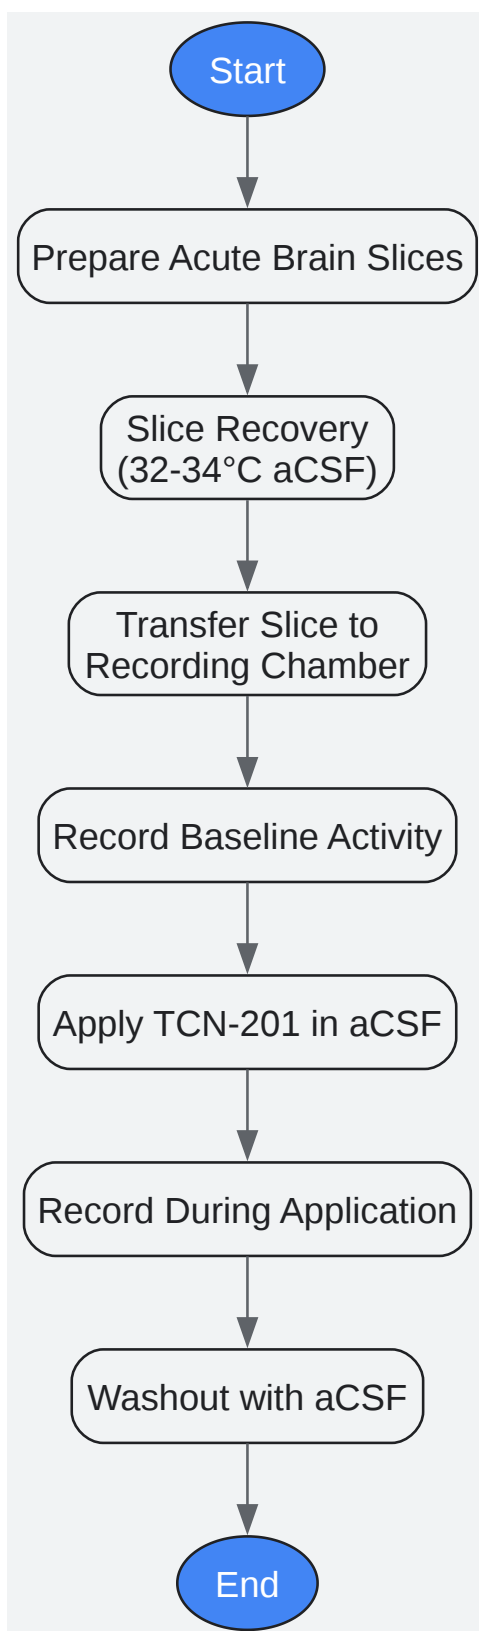 Start
Prepare Acute Brain Slices
Slice Recovery
(32-34°C aCSF)
Transfer Slice to
Recording Chamber
Record Baseline Activity
Apply TCN-201 in aCSF
Record During Application
Washout with aCSF
End